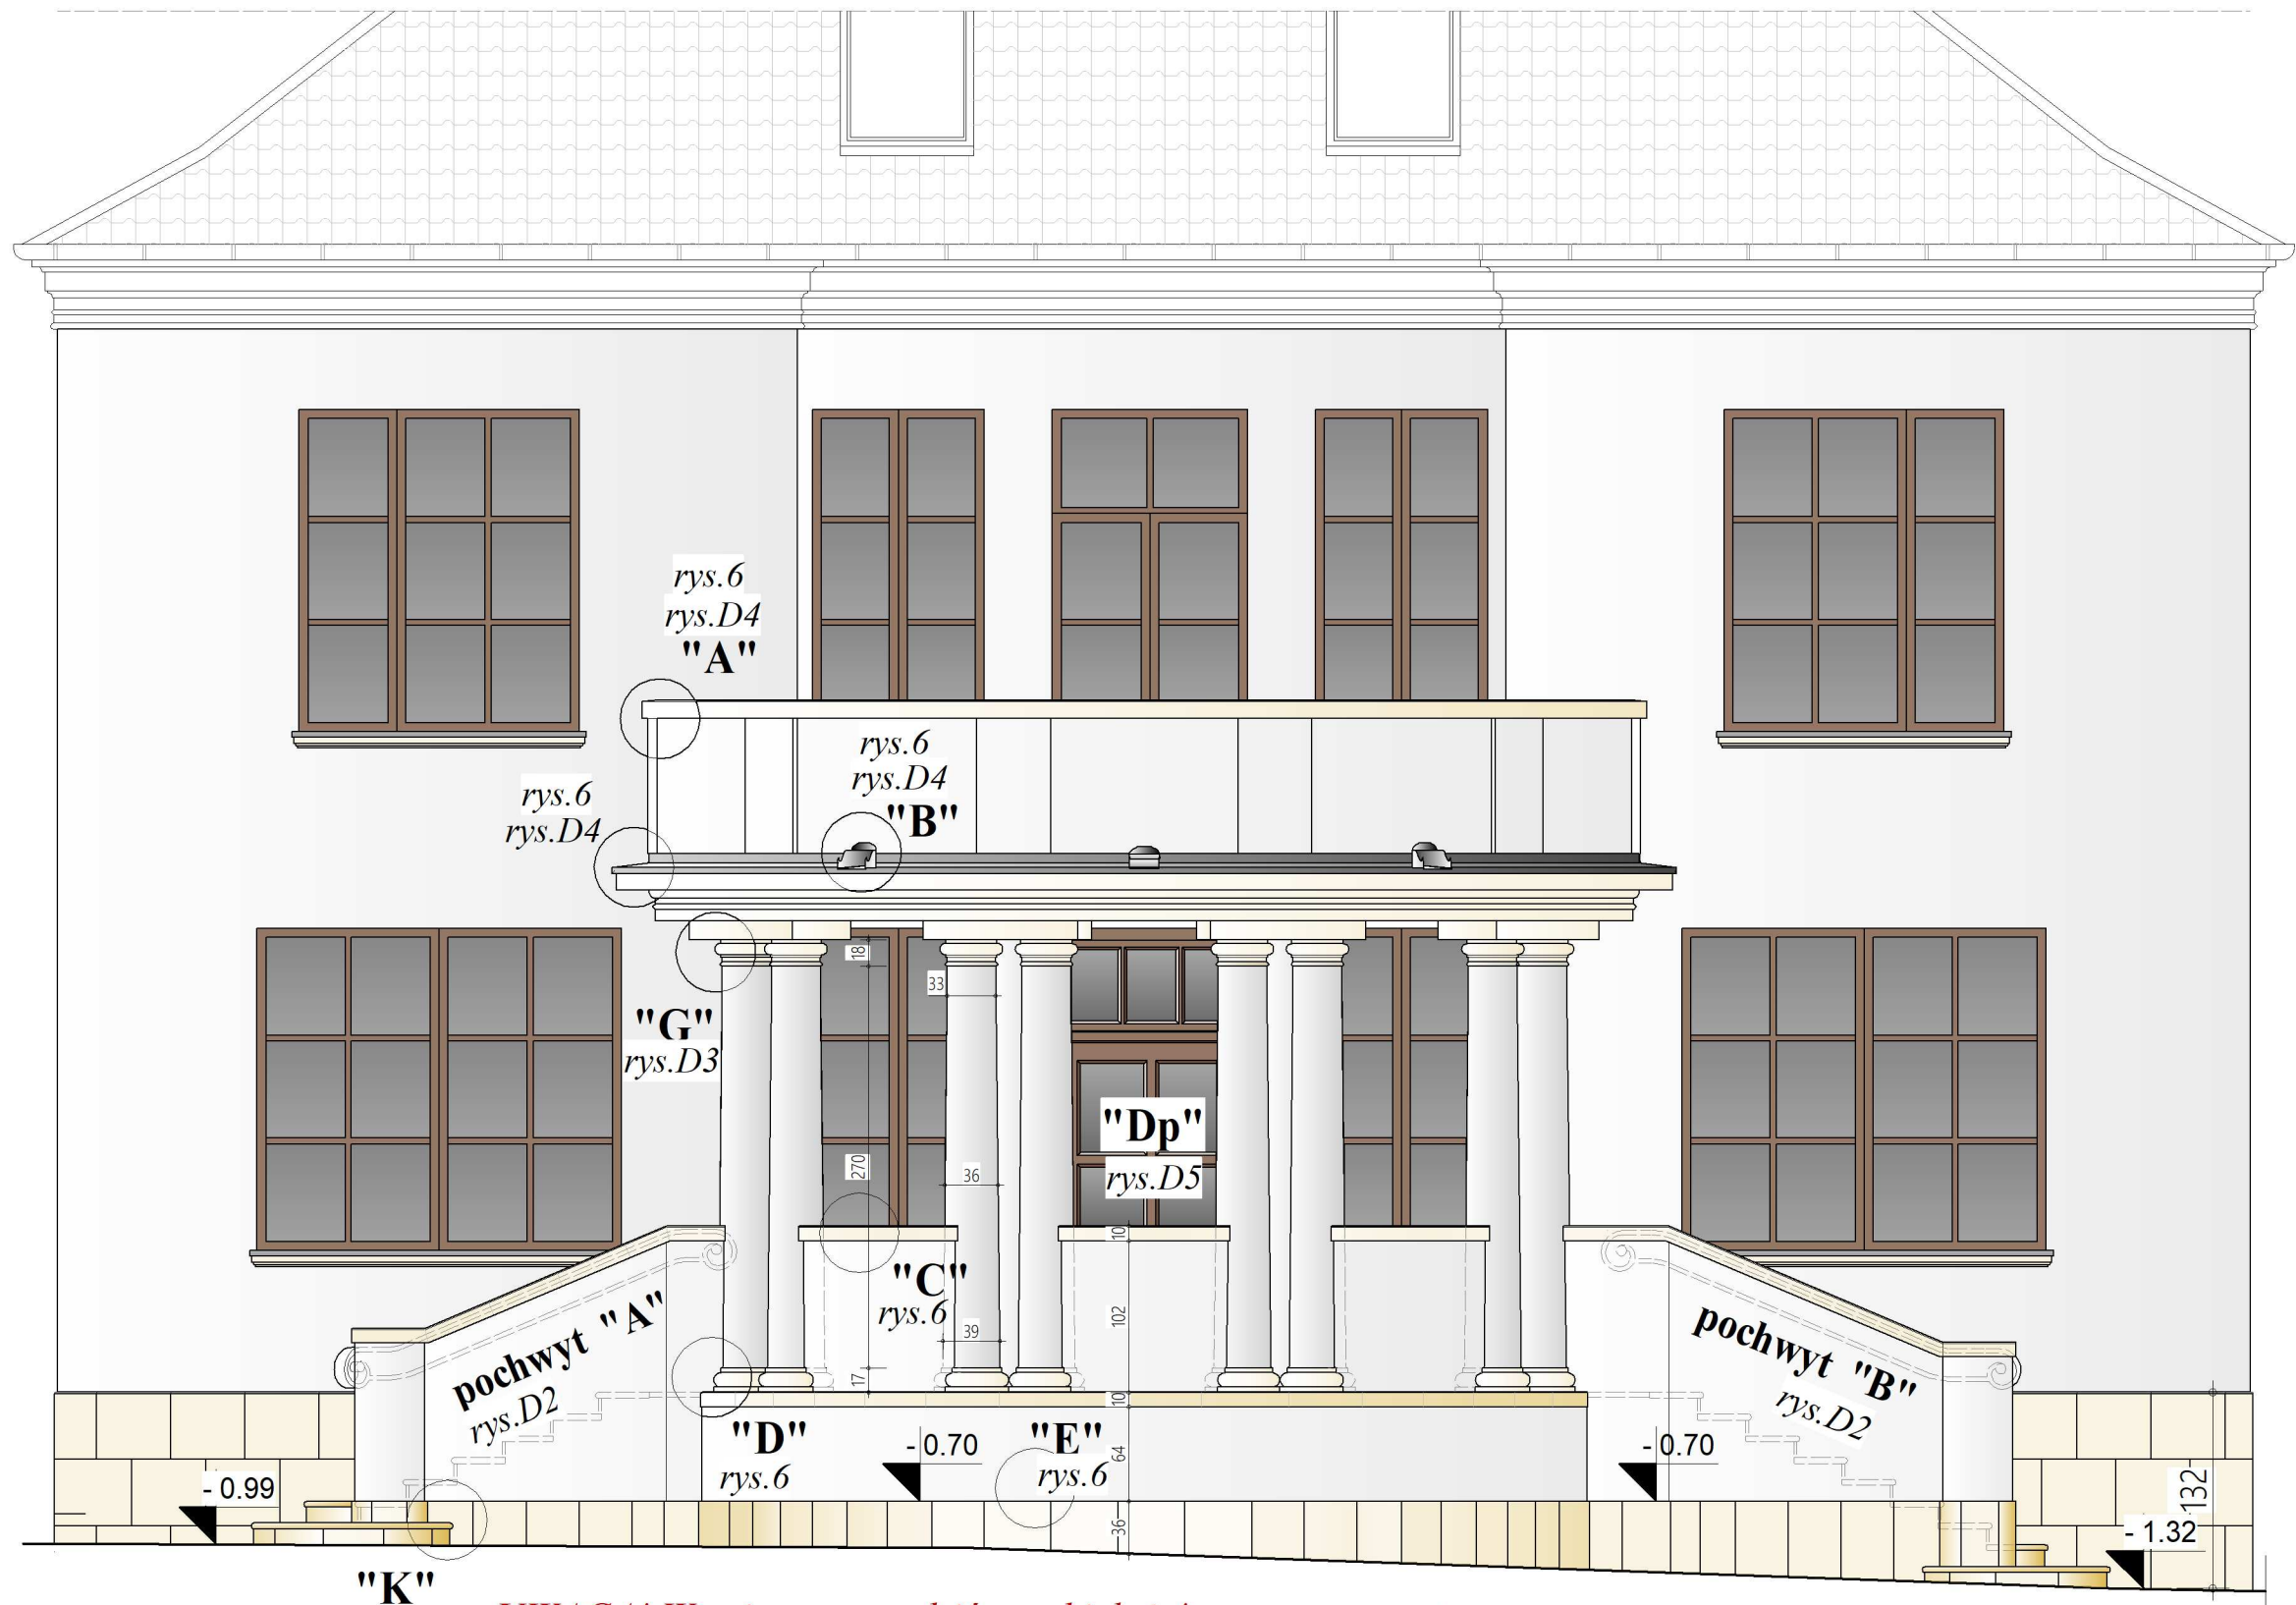 rys.6
rys.D4
"A"
rys.6
rys.D4
"B"
rys.6
rys.D4
18
33
"G"
rys.D3
"Dp"
rys.D5
270
36
10
"C"
rys.6
102
39
17
pochwyt "A"
rys.D2
pochwyt "B"
rys.D2
10
"D"
rys.6
- 0.70
"E"
rys.6
64
- 0.70
- 0.99
132
36
- 1.32
"K"